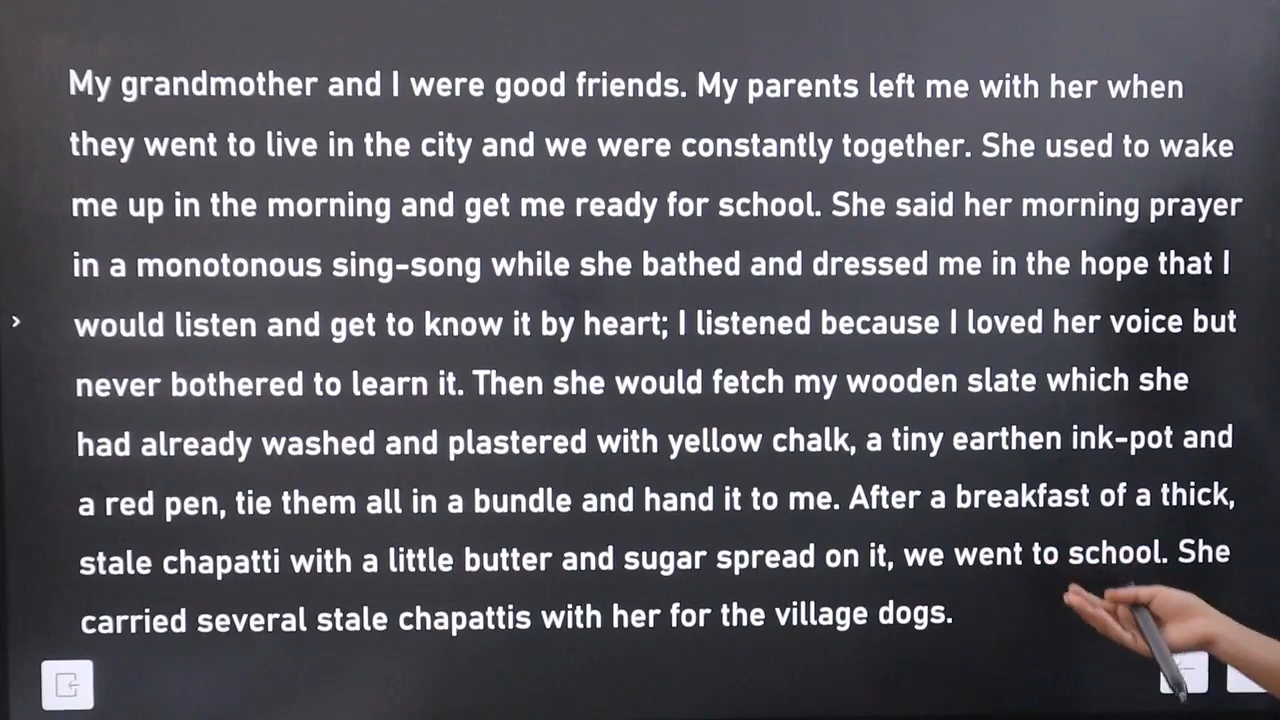 My grandmother and I were good friends. My parents left me with her when
they went to live in the city and we were constantly together. She used to wake
me up in the morning and get me ready for school. She said her morning prayer
in a monotonous sing-song while she bathed and dressed me in the hope that I
would listen and get to know it by heart; I listened because I loved her voice but
never bothered to learn it. Then she would fetch my wooden slate which she
had already washed and plastered with yellow chalk, a tiny earthen ink-pot and
a red pen, tie them all in a bundle and hand it to me. After a breakfast of a thick,
stale chapatti with a little butter and sugar spread on it, we went to school. She
carried several stale chapattis with her for the village dogs.